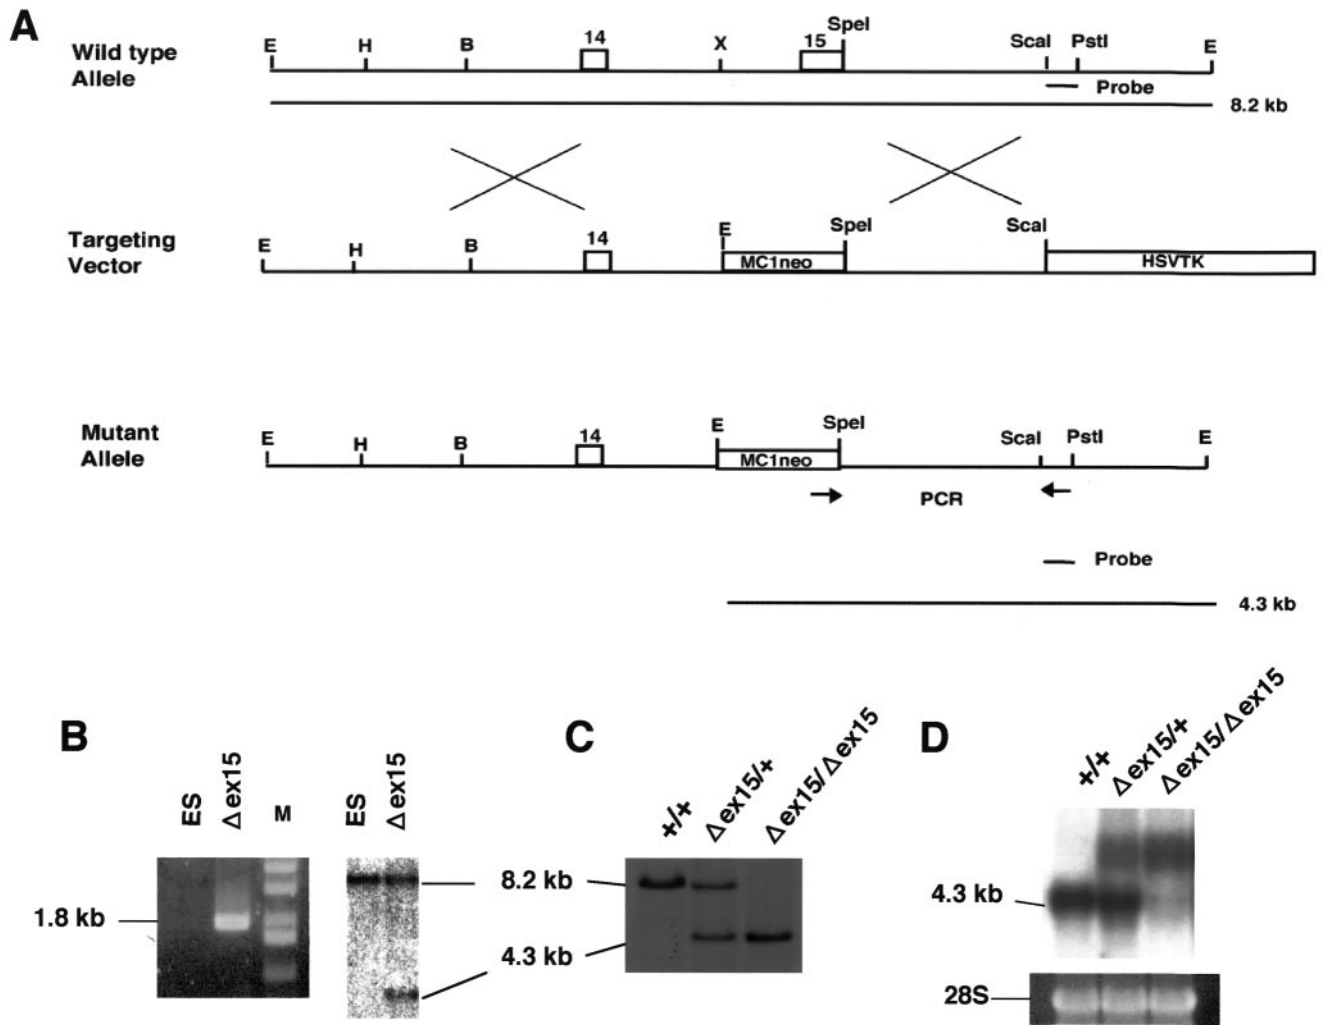 A
Wild type
Allele
E H B 14 X 15 SpeI ScaI PstI E
Probe
8.2 kb
Targeting
Vector
E H B 14 E SpeI ScaI
MC1neo HSVTK
Mutant
Allele
E H B 14 E SpeI ScaI PstI E
MC1neo
PCR
Probe
4.3 kb
B
ES Δex15 M
ES Δex15
1.8 kb
8.2 kb
4.3 kb
C
+/+ Δex15/+ Δex15/Δex15
D
+/+ Δex15/+ Δex15/Δex15
4.3 kb
28S